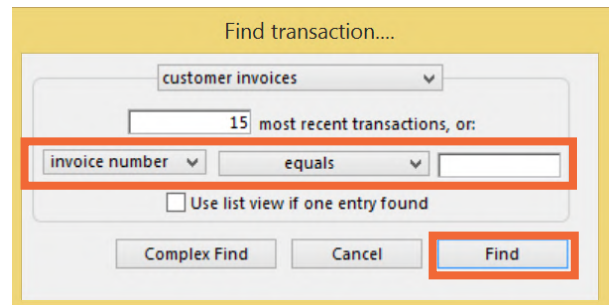 Find transaction....
customer invoices
15 most recent transactions, or:
invoice number equals
Use list view if one entry found
Complex Find Cancel Find